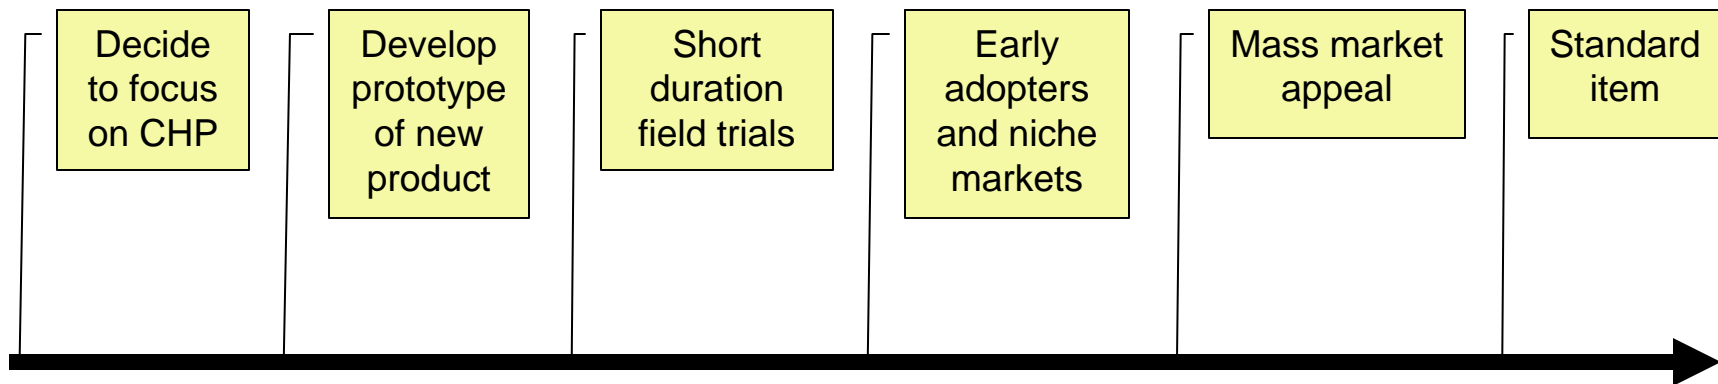 Decide
to focus
on CHP
Develop
prototype
of new
product
Short
duration
field trials
Early
adopters
and niche
markets
Mass market
appeal
Standard
item